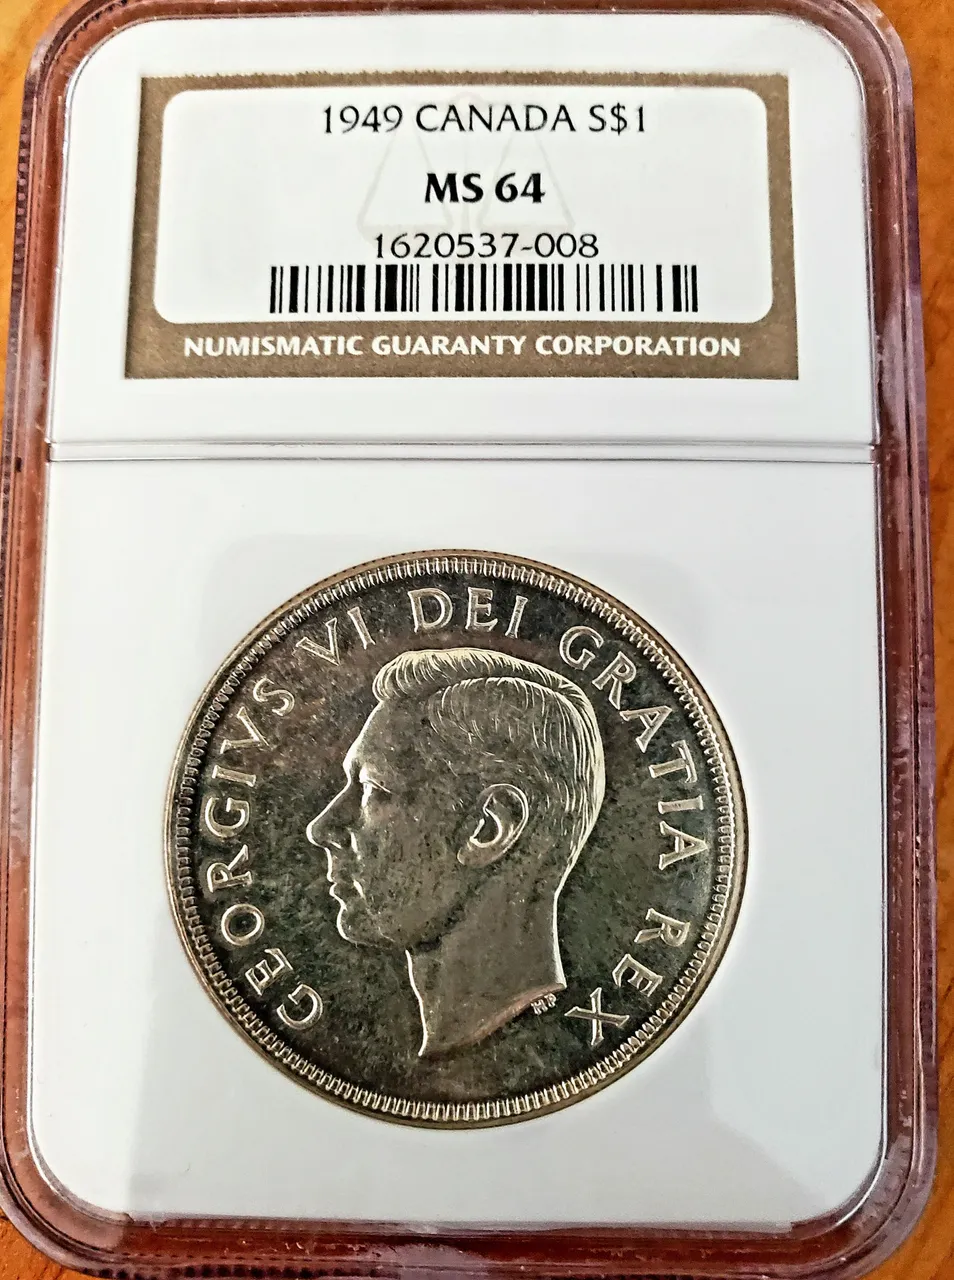 1949 CANADA S$1
MS 64
1620537-008
NUMISMATIC GUARANTY CORPORATION
GEORGIVS VI DEI GRATIA REX
HP